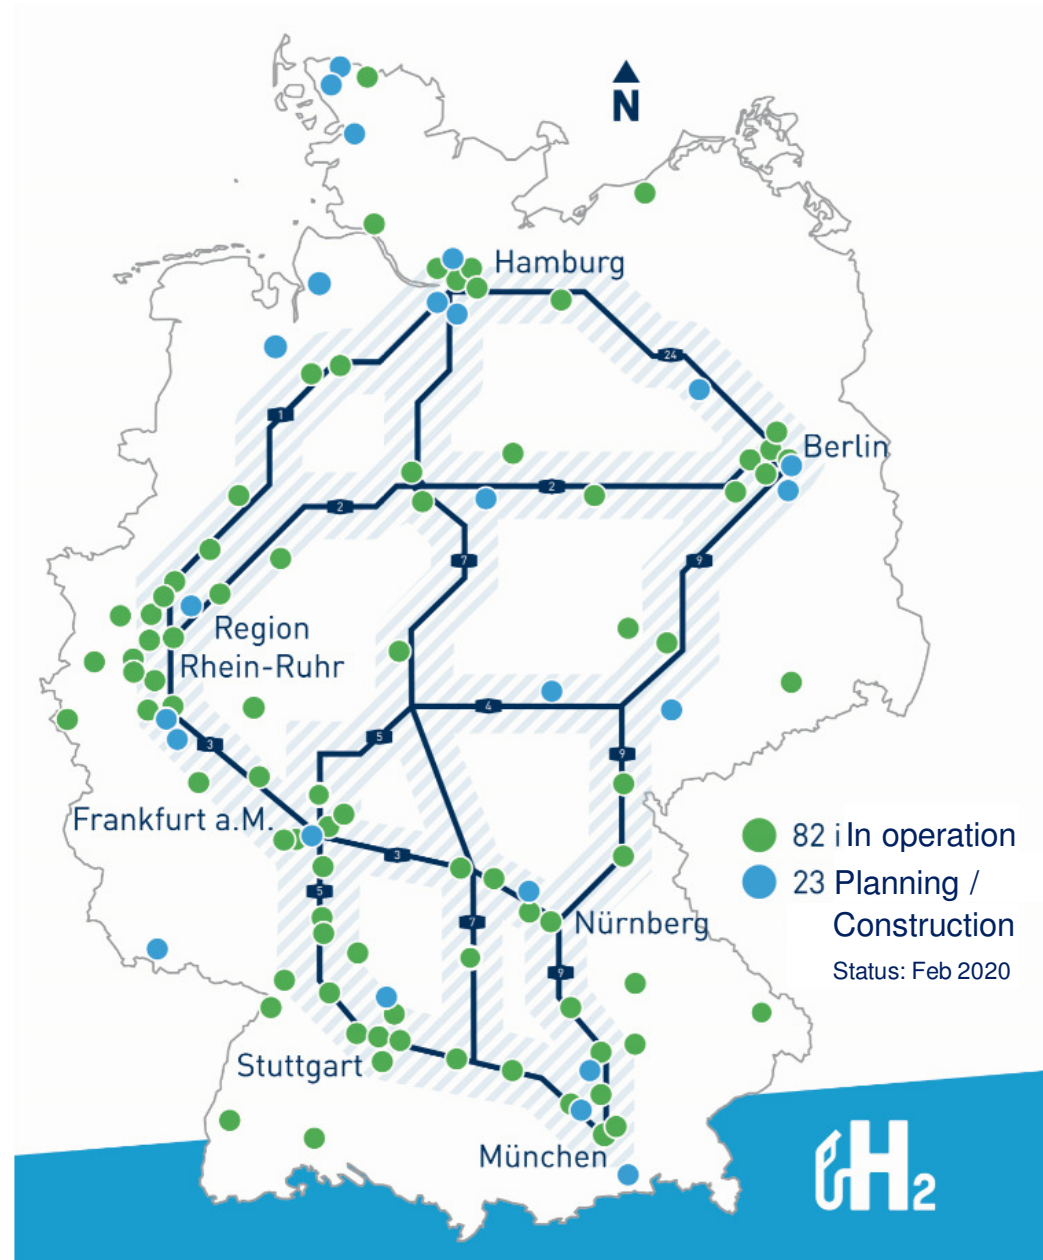 N
Hamburg
24
1
Berlin
2
2
7
9
Region
Rhein-Ruhr
4
5
3
9
Frankfurt a.M.
82 i In operation
3
23 Planning /
5
Construction
7
Nürnberg
9
Status: Feb 2020
Stuttgart
München
H2